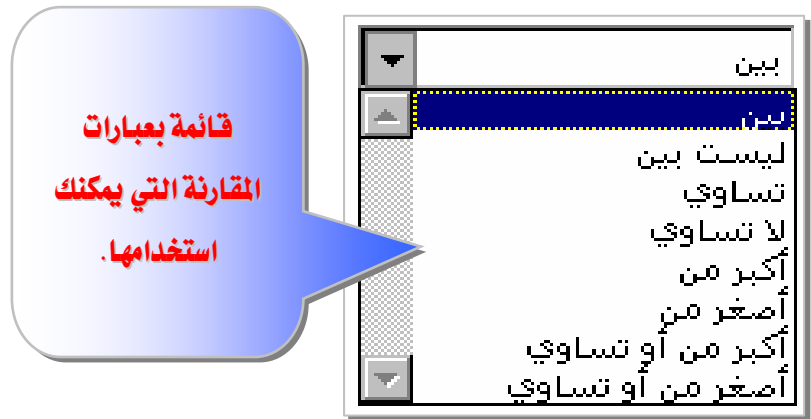 بين
بين
ليست بين
تساوي
لا تساوي
أكبر من
أصغر من
أكبر من أو تساوي
أصغر من أو تساوي
قائمة بعبارات
المقارنة التي يمكنك
استخدامها.